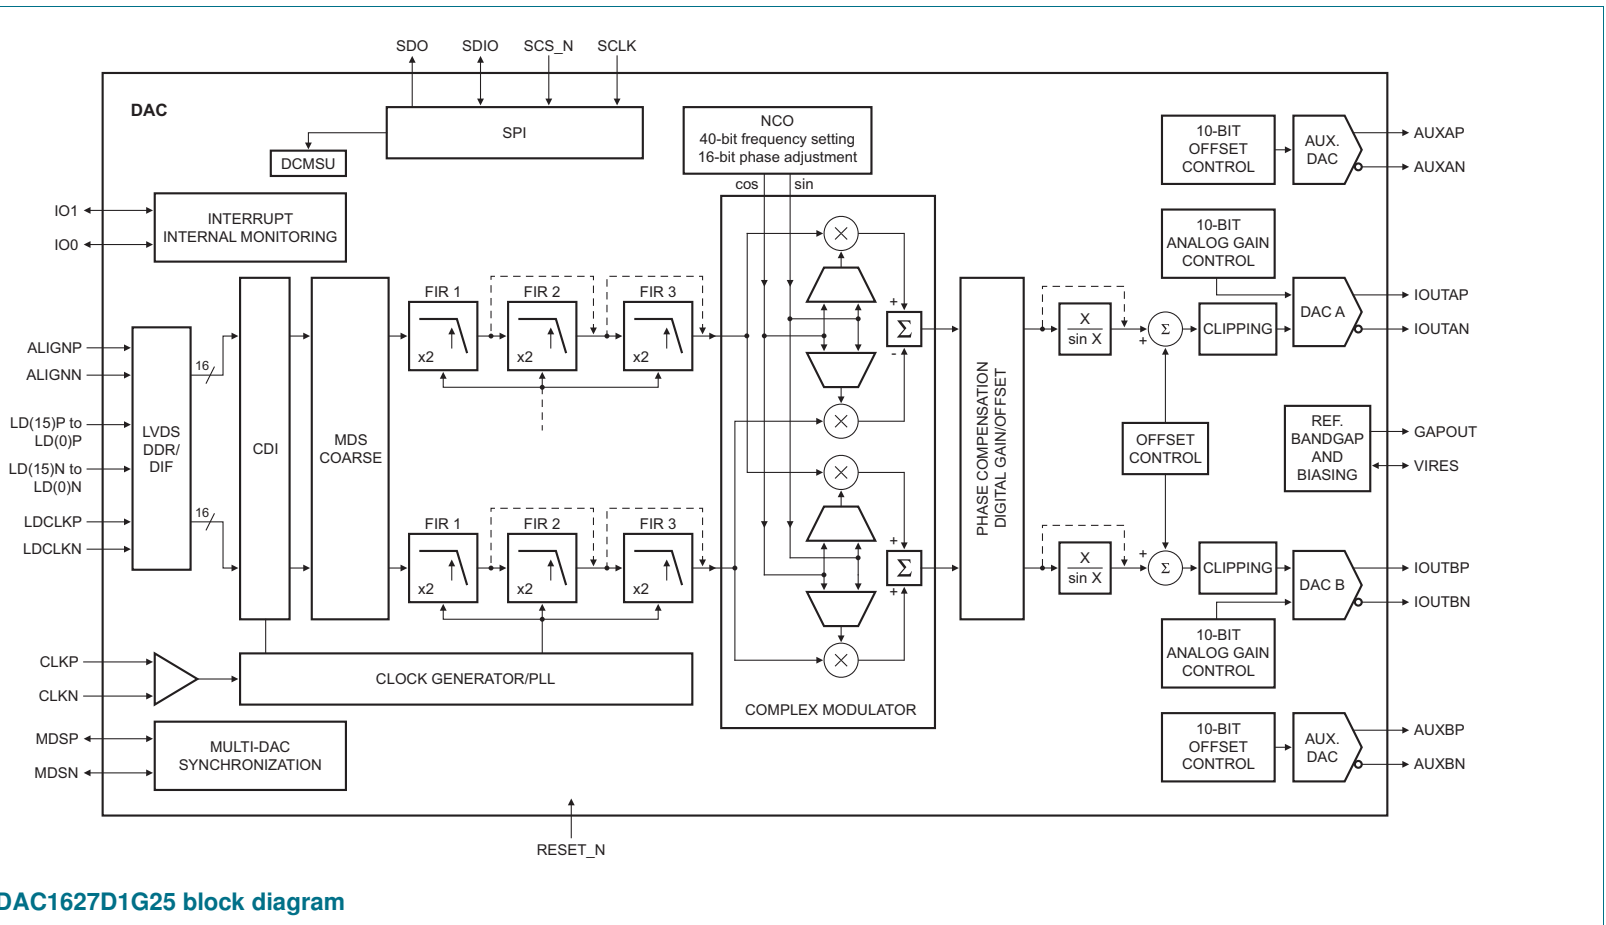 SDO
SDIO
SCS_N
SCLK
DAC
SPI
DCMSU
NCO
40-bit frequency setting
16-bit phase adjustment
cos
sin
10-BIT
OFFSET
CONTROL
AUX.
DAC
AUXAP
AUXAN
IO1
IO0
INTERRUPT
INTERNAL MONITORING
10-BIT
ANALOG GAIN
CONTROL
FIR 1
FIR 2
FIR 3
x2
x2
x2
+
Σ
-
X
sin X
Σ
+
CLIPPING
DAC A
IOUTAP
IOUTAN
ALIGNP
ALIGNN
LD(15)P to
LD(0)P
LD(15)N to
LD(0)N
LDCLKP
LDCLKN
LVDS
DDR/
DIF
16
16
CDI
MDS
COARSE
PHASE COMPENSATION
DIGITAL GAIN/OFFSET
OFFSET
CONTROL
REF.
BANDGAP
AND
BIASING
GAPOUT
VIRES
FIR 1
FIR 2
FIR 3
x2
x2
x2
+
Σ
+
X
sin X
+
Σ
CLIPPING
DAC B
IOUTBP
IOUTBN
10-BIT
ANALOG GAIN
CONTROL
CLKP
CLKN
CLOCK GENERATOR/PLL
COMPLEX MODULATOR
MDSP
MDSN
MULTI-DAC
SYNCHRONIZATION
10-BIT
OFFSET
CONTROL
AUX.
DAC
AUXBP
AUXBN
RESET_N
DAC1627D1G25 block diagram